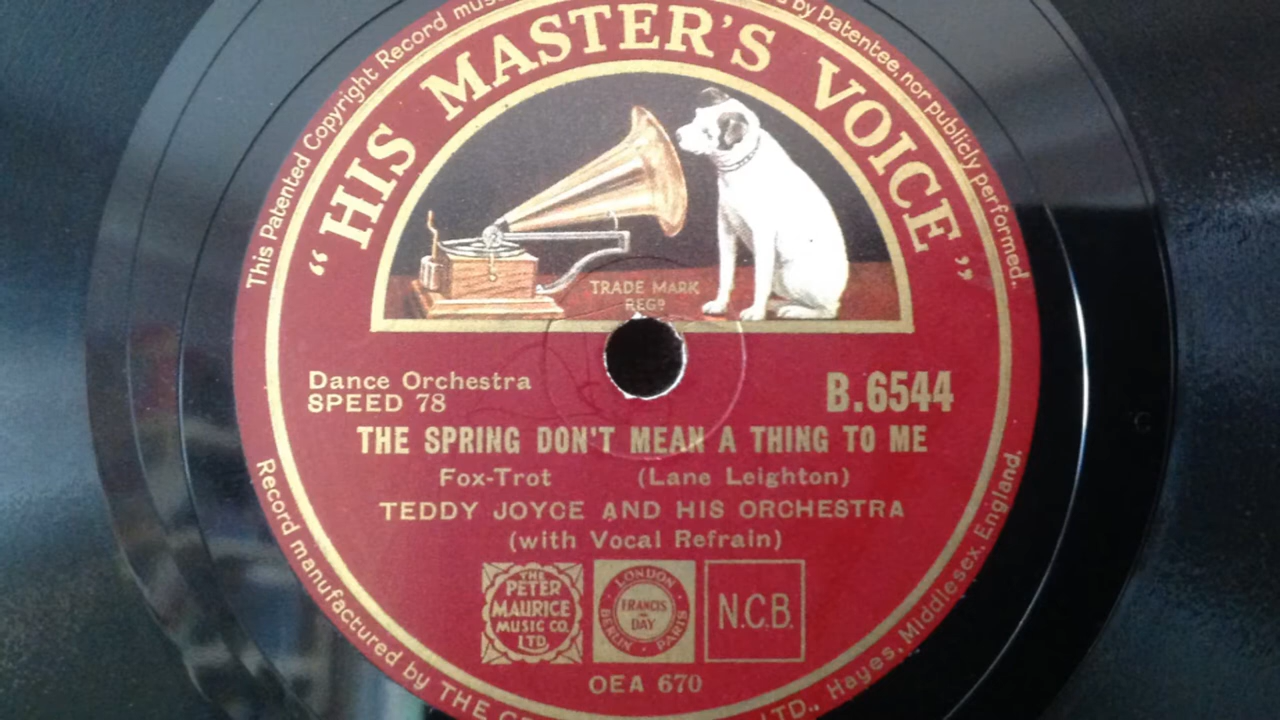 This Patented Copyright Record
by Patentee, nor publicly performed.
“HIS MASTER'S VOICE”
TRADE MARK
REGD
Dance Orchestra
SPEED 78
B.6544
THE SPRING DON'T MEAN A THING TO ME
Fox-Trot (Lane Leighton)
TEDDY JOYCE AND HIS ORCHESTRA
(with Vocal Refrain)
THE
PETER
MAURICE
MUSIC CO.
LTD.
LONDON
FRANCIS
DAY
BERLIN · PARIS
N.C.B.
OEA 670
Record manufactured by THE
LTD., Hayes, Middlesex, England.